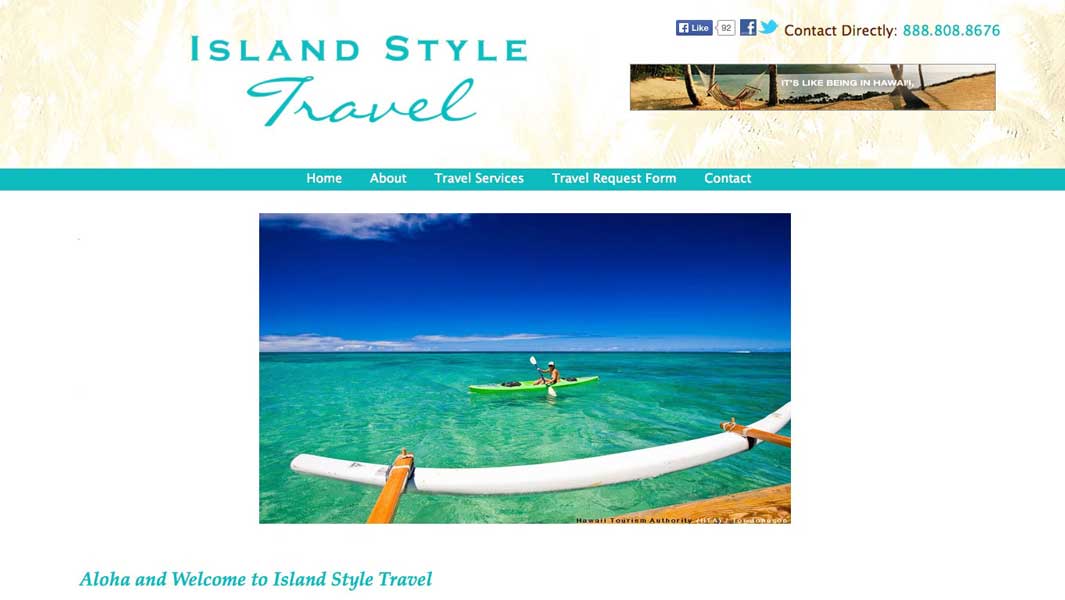 Like 92 Contact Directly: 888.808.8676
ISLAND STYLE
Travel
IT'S LIKE BEING IN HAWAI'I.
Home About Travel Services Travel Request Form Contact
Hawaii Tourism Authority (HTA) / Tor Johnson
Aloha and Welcome to Island Style Travel